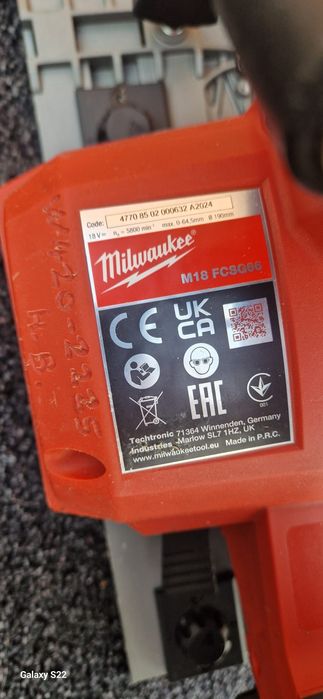 Code: 4770 85 02 000632 A2024
18 V ⎓ n₀ = 5800 min⁻¹ max. 0-64.5mm Ø 190mm
Milwaukee
M18 FCSG66
CE
UK
CA
EAC
001
Techtronic 71364 Winnenden, Germany
Industries Marlow SL7 1HZ, UK
www.milwaukeetool.eu Made in P.R.C.
Galaxy S22